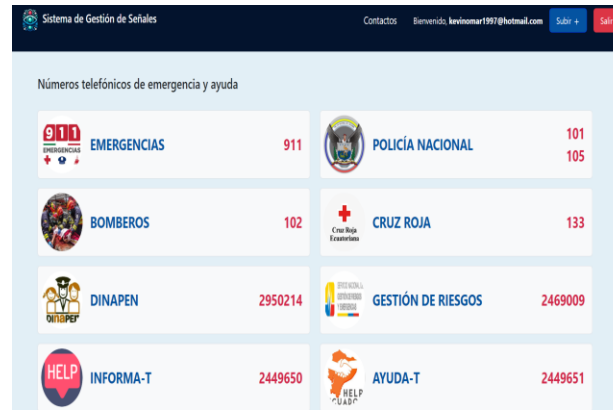 Sistema de Gestión de Señales
Contactos
Bienvenido, kevinomar1997@hotmail.com
Subir +
Salir
Números telefónicos de emergencia y ayuda
911
EMERGENCIAS
EMERGENCIAS
911
POLICÍA NACIONAL
101
105
BOMBEROS
102
Cruz Roja
Ecuatoriana
CRUZ ROJA
133
DINAPEN
DINAPEN
2950214
GESTIÓN DE RIESGOS
2469009
HELP
INFORMA-T
2449650
HELP
AYUDA-T
2449651